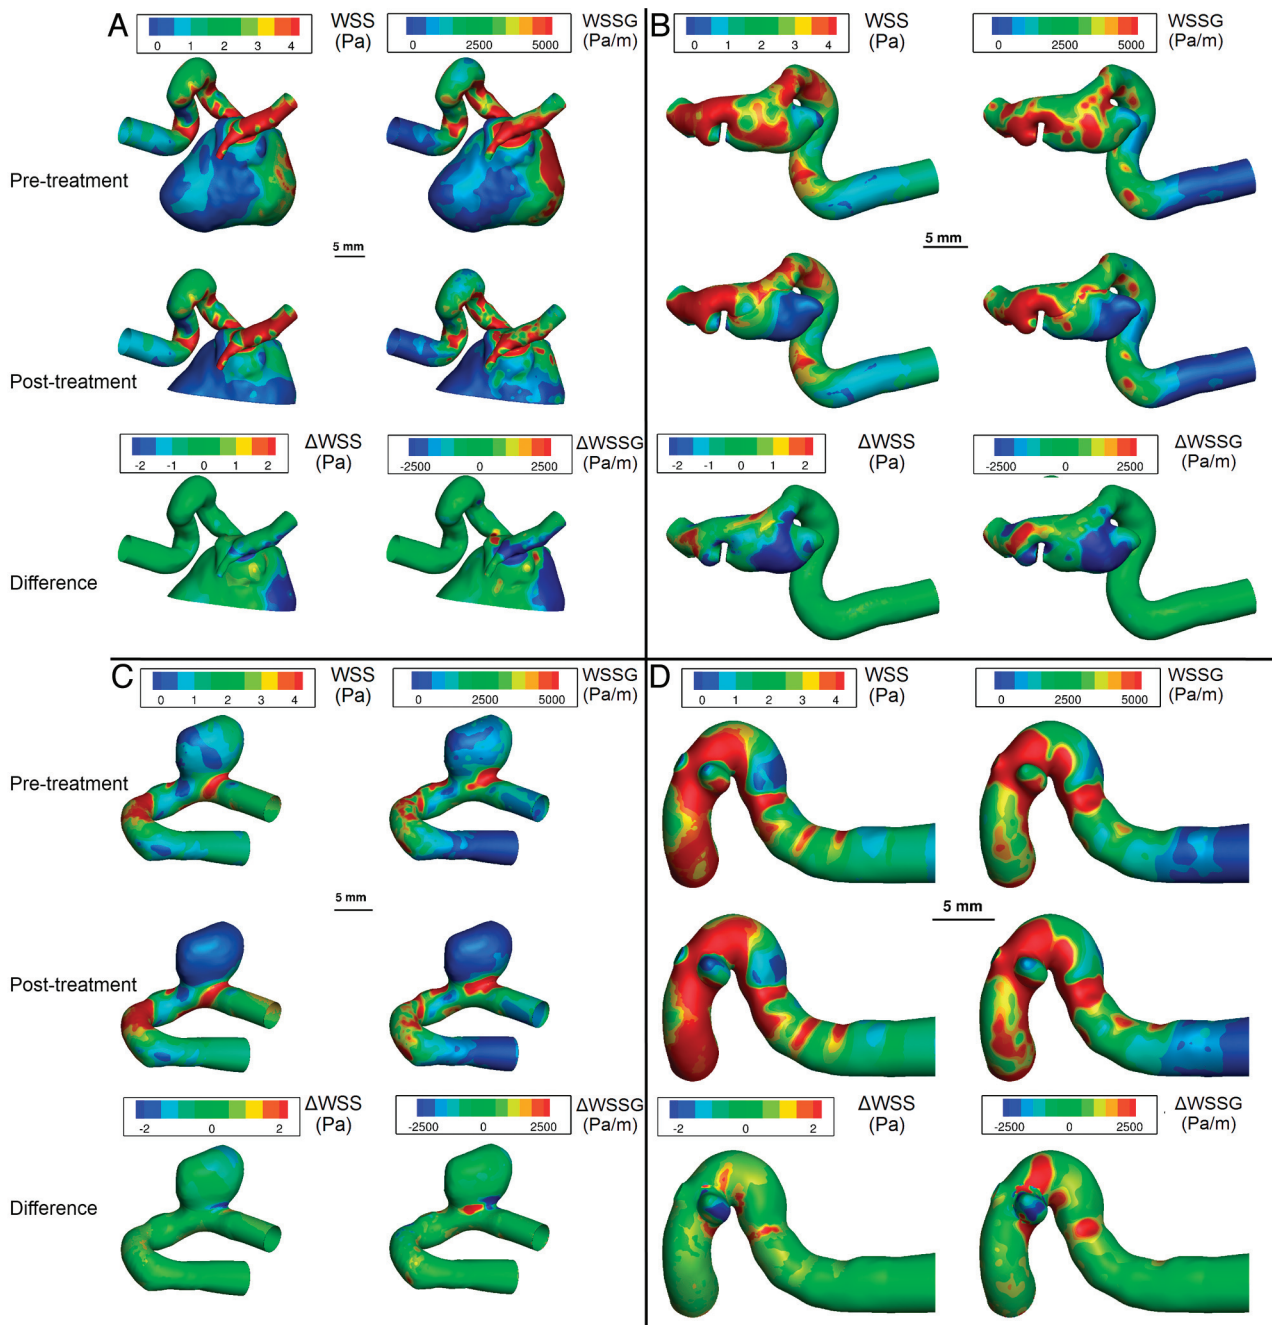 A
WSS
(Pa)
0 1 2 3 4
WSSG
(Pa/m)
0 2500 5000
Pre-treatment
5 mm
Post-treatment
ΔWSS
(Pa)
-2 -1 0 1 2
ΔWSSG
(Pa/m)
-2500 0 2500
Difference
B
WSS
(Pa)
0 1 2 3 4
WSSG
(Pa/m)
0 2500 5000
5 mm
ΔWSS
(Pa)
-2 -1 0 1 2
ΔWSSG
(Pa/m)
-2500 0 2500
C
WSS
(Pa)
0 1 2 3 4
WSSG
(Pa/m)
0 2500 5000
Pre-treatment
5 mm
Post-treatment
ΔWSS
(Pa)
-2 0 2
ΔWSSG
(Pa/m)
-2500 0 2500
Difference
D
WSS
(Pa)
0 1 2 3 4
WSSG
(Pa/m)
0 2500 5000
5 mm
ΔWSS
(Pa)
-2 0 2
ΔWSSG
(Pa/m)
-2500 0 2500